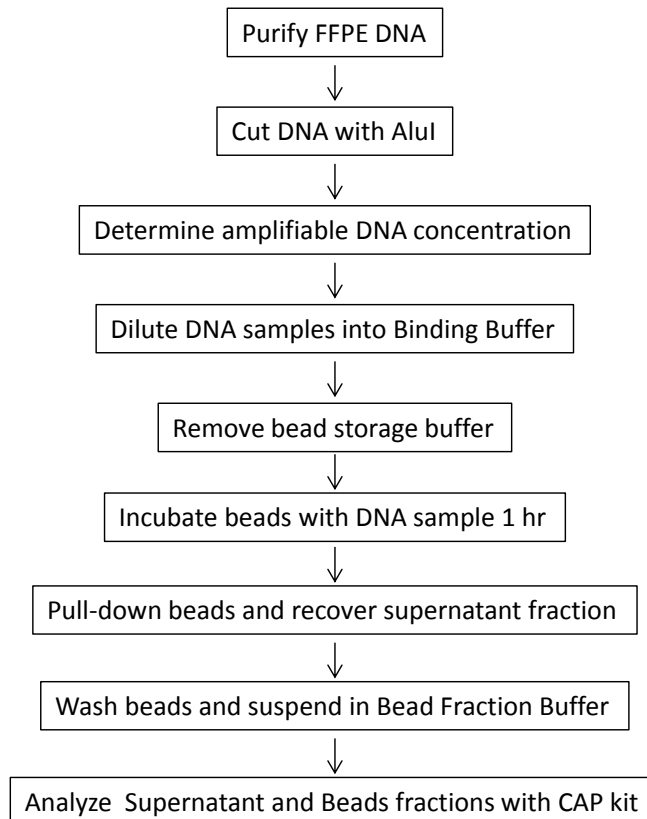 Purify FFPE DNA
Cut DNA with AluI
Determine amplifiable DNA concentration
Dilute DNA samples into Binding Buffer
Remove bead storage buffer
Incubate beads with DNA sample 1 hr
Pull-down beads and recover supernatant fraction
Wash beads and suspend in Bead Fraction Buffer
Analyze  Supernatant and Beads fractions with CAP kit